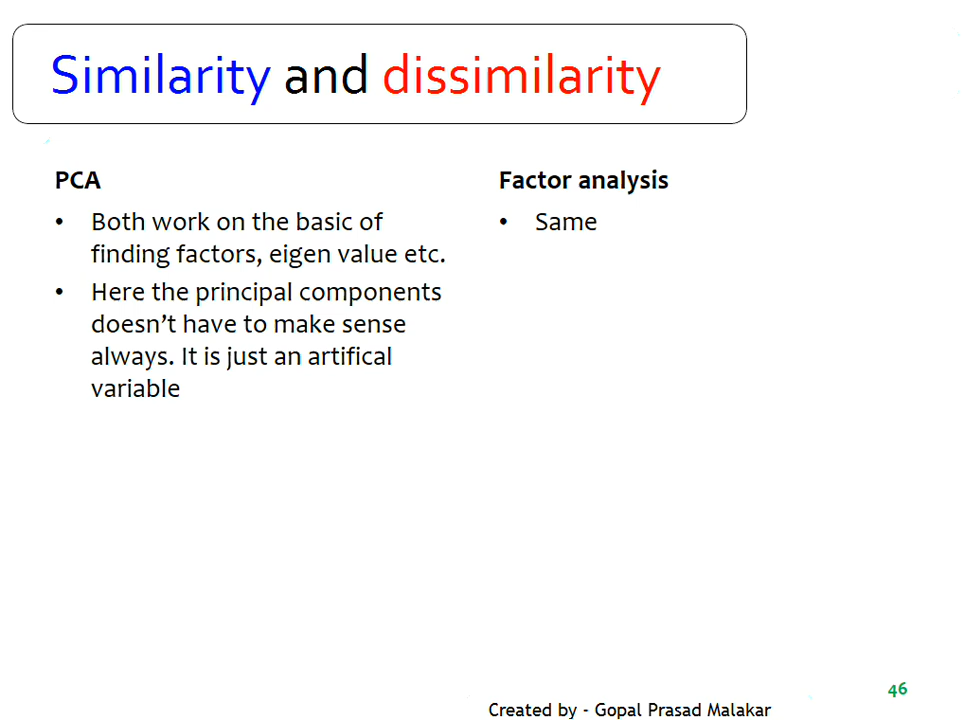 Similarity and dissimilarity
PCA
• Both work on the basic of
finding factors, eigen value etc.
• Here the principal components
doesn't have to make sense
always. It is just an artifical
variable
Factor analysis
• Same
46
Created by - Gopal Prasad Malakar